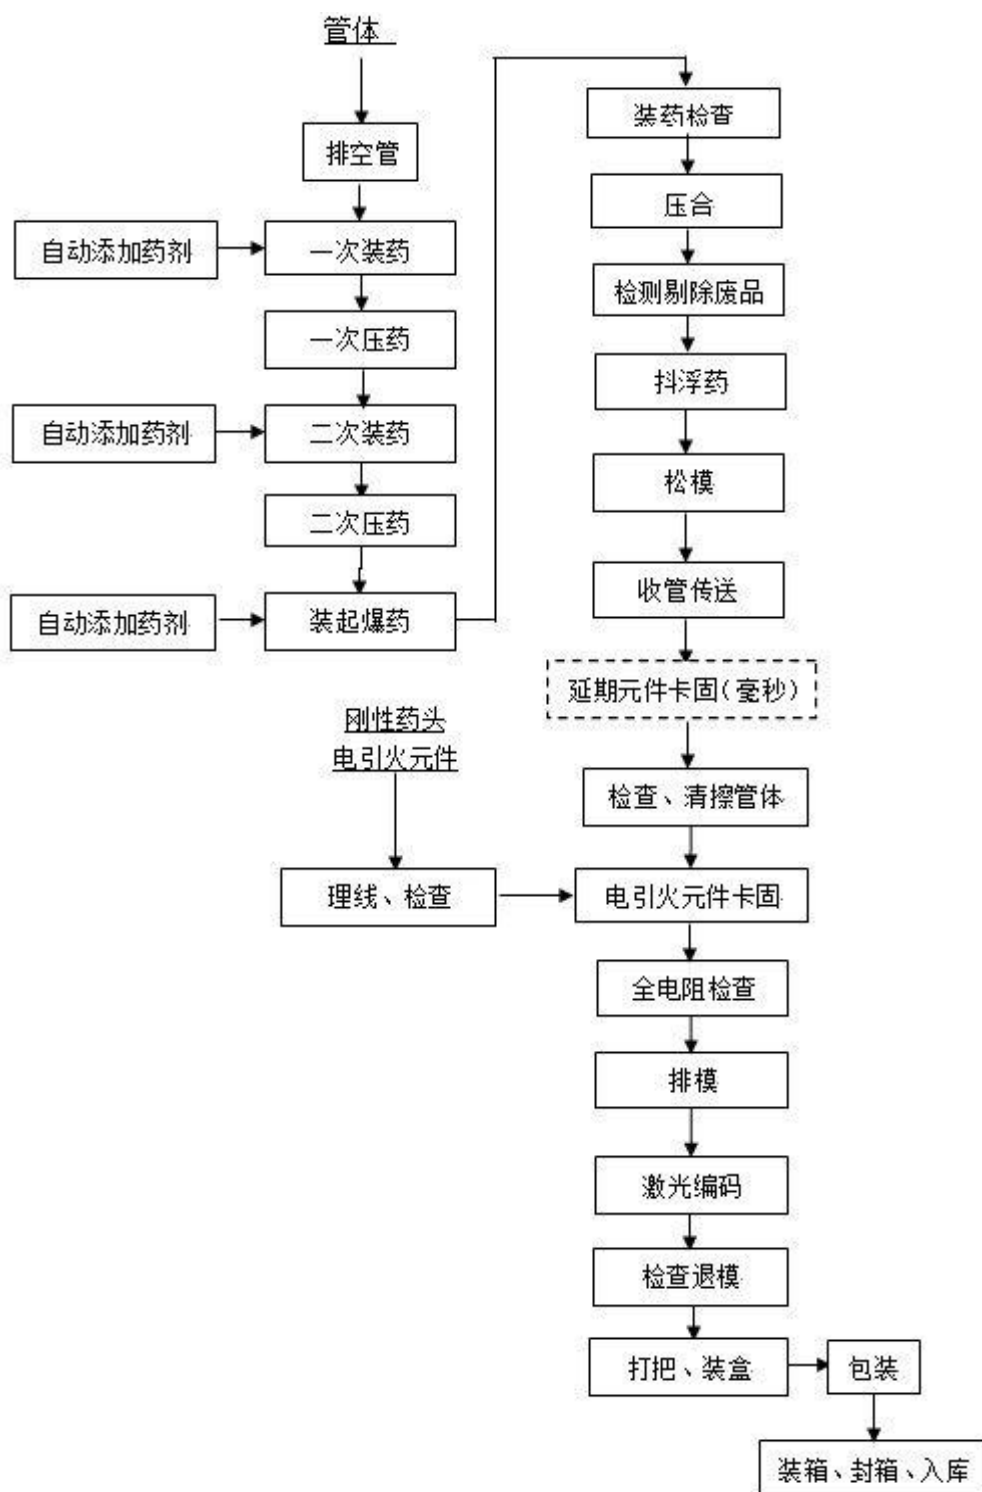 管体
排空管
自动添加药剂
一次装药
一次压药
自动添加药剂
二次装药
二次压药
自动添加药剂
装起爆药
装药检查
压合
检测剔除废品
抖浮药
松模
收管传送
延期元件卡固(毫秒)
检查、清擦管体
刚性药头
电引火元件
理线、检查
电引火元件卡固
全电阻检查
排模
激光编码
检查退模
打把、装盒
包装
装箱、封箱、入库